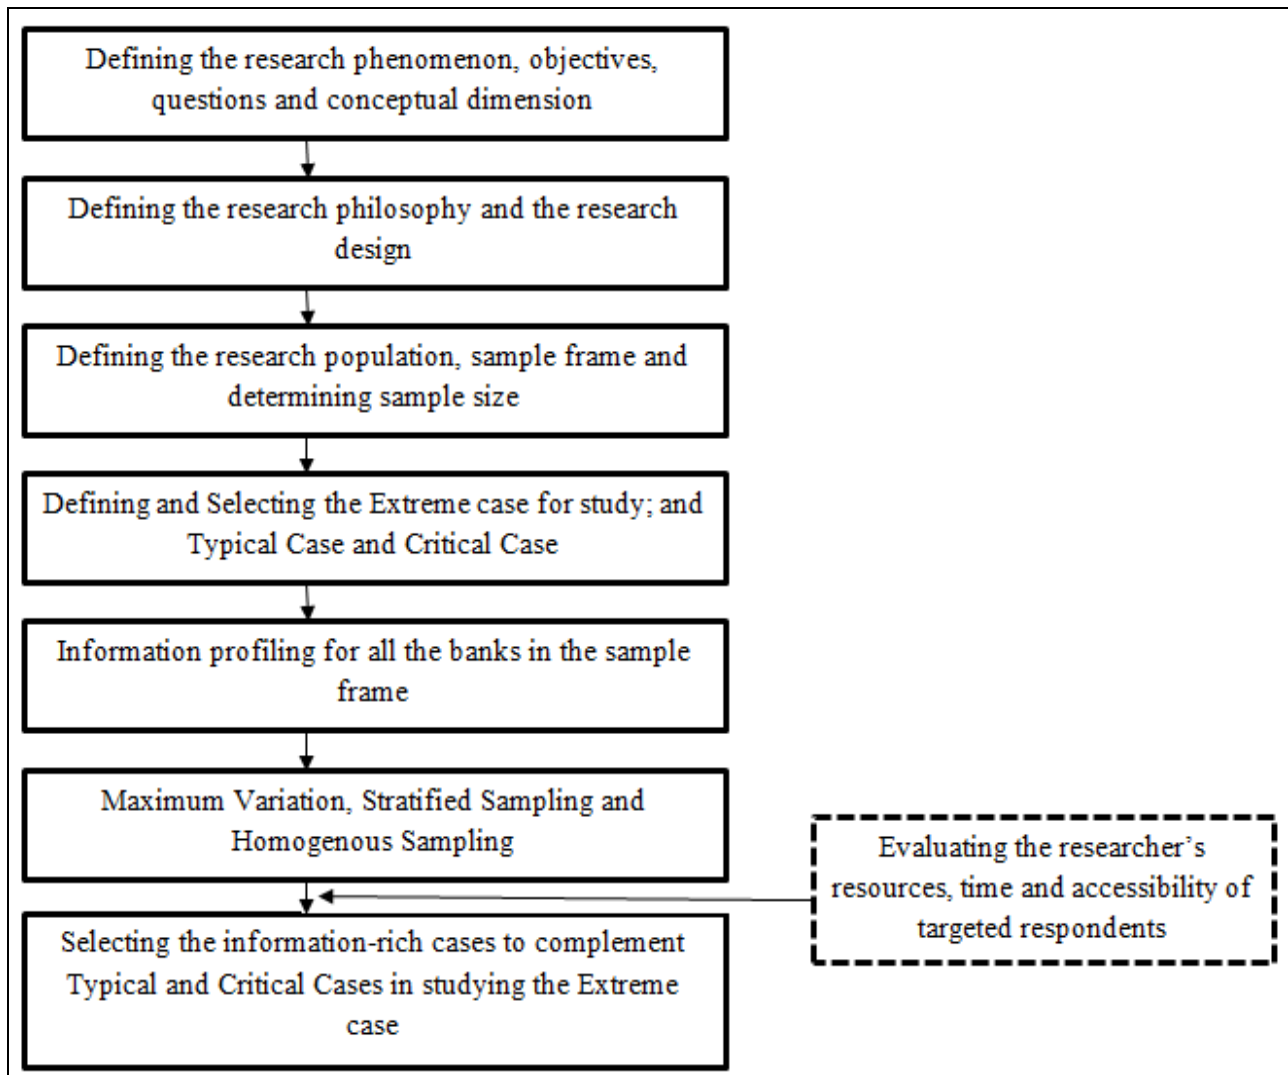 Defining the research phenomenon, objectives,
questions and conceptual dimension
Defining the research philosophy and the research
design
Defining the research population, sample frame and
determining sample size
Defining and Selecting the Extreme case for study; and
Typical Case and Critical Case
Information profiling for all the banks in the sample
frame
Maximum Variation, Stratified Sampling and
Homogenous Sampling
Evaluating the researcher’s
resources, time and accessibility of
targeted respondents
Selecting the information-rich cases to complement
Typical and Critical Cases in studying the Extreme
case